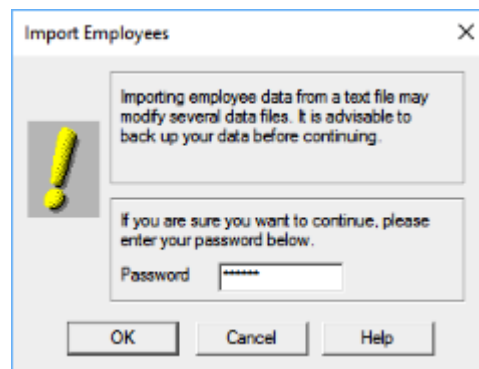 Import Employees
Importing employee data from a text file may
modify several data files. It is advisable to
back up your data before continuing.
If you are sure you want to continue, please
enter your password below.
Password ******
OK Cancel Help